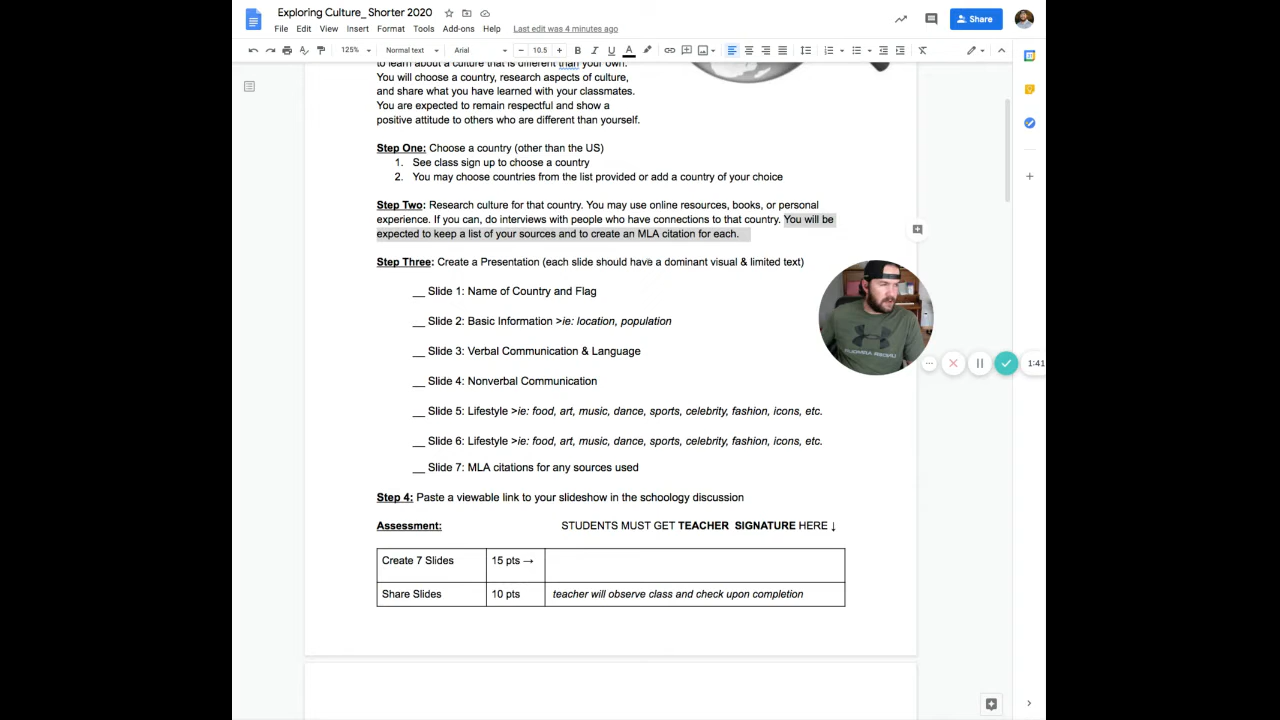 Exploring Culture_ Shorter 2020
File Edit View Insert Format Tools Add-ons Help Last edit was 4 minutes ago
Share
125% Normal text Arial 10.5 B I U A
to learn about a culture that is different than your own.
You will choose a country, research aspects of culture,
and share what you have learned with your classmates.
You are expected to remain respectful and show a
positive attitude to others who are different than yourself.
Step One: Choose a country (other than the US)
1. See class sign up to choose a country
2. You may choose countries from the list provided or add a country of your choice
Step Two: Research culture for that country. You may use online resources, books, or personal
experience. If you can, do interviews with people who have connections to that country. You will be
expected to keep a list of your sources and to create an MLA citation for each.
Step Three: Create a Presentation (each slide should have a dominant visual & limited text)
__ Slide 1: Name of Country and Flag
__ Slide 2: Basic Information >ie: location, population
__ Slide 3: Verbal Communication & Language
__ Slide 4: Nonverbal Communication
__ Slide 5: Lifestyle >ie: food, art, music, dance, sports, celebrity, fashion, icons, etc.
__ Slide 6: Lifestyle >ie: food, art, music, dance, sports, celebrity, fashion, icons, etc.
__ Slide 7: MLA citations for any sources used
1:41
Step 4: Paste a viewable link to your slideshow in the schoology discussion
Assessment: STUDENTS MUST GET TEACHER SIGNATURE HERE ↓
Create 7 Slides 15 pts →
Share Slides 10 pts teacher will observe class and check upon completion